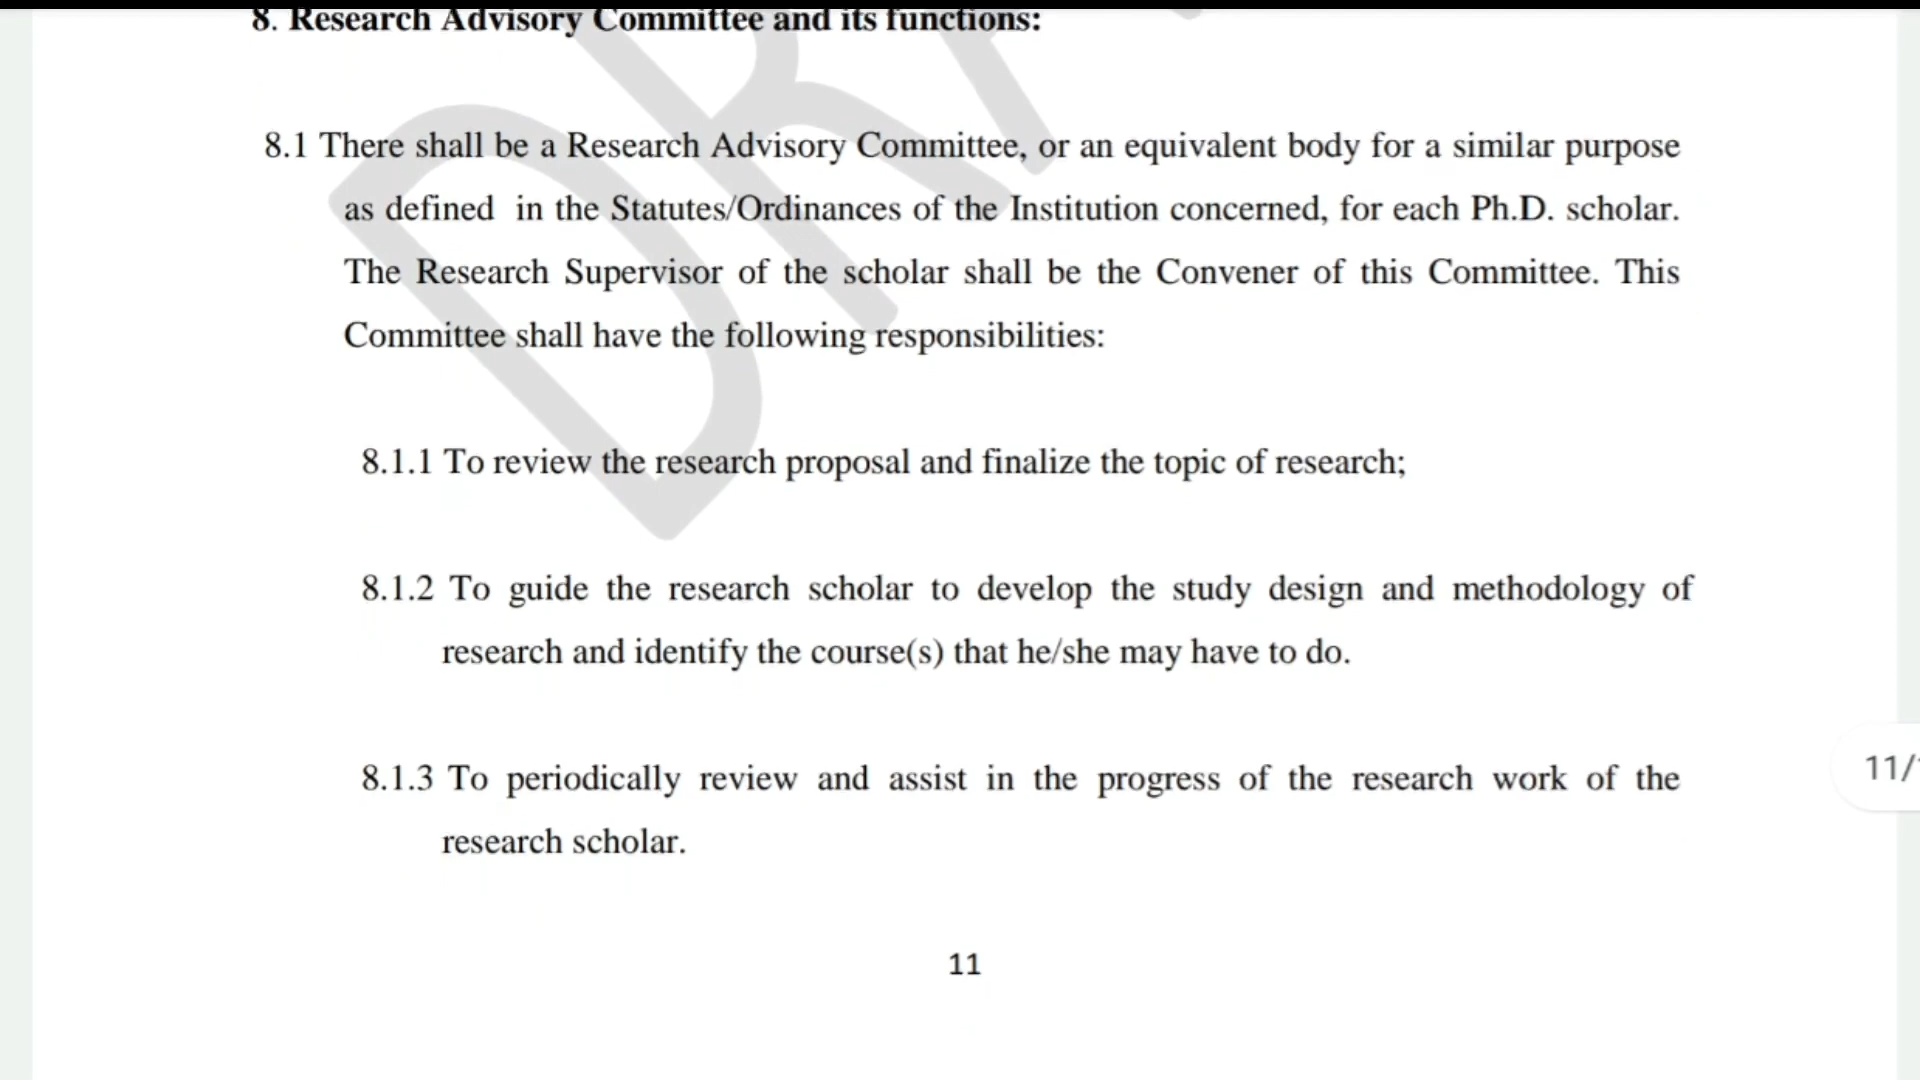 8. Research Advisory Committee and its functions:
8.1 There shall be a Research Advisory Committee, or an equivalent body for a similar purpose
as defined in the Statutes/Ordinances of the Institution concerned, for each Ph.D. scholar.
The Research Supervisor of the scholar shall be the Convener of this Committee. This
Committee shall have the following responsibilities:
8.1.1 To review the research proposal and finalize the topic of research;
8.1.2 To guide the research scholar to develop the study design and methodology of
research and identify the course(s) that he/she may have to do.
8.1.3 To periodically review and assist in the progress of the research work of the
research scholar.
11/
11